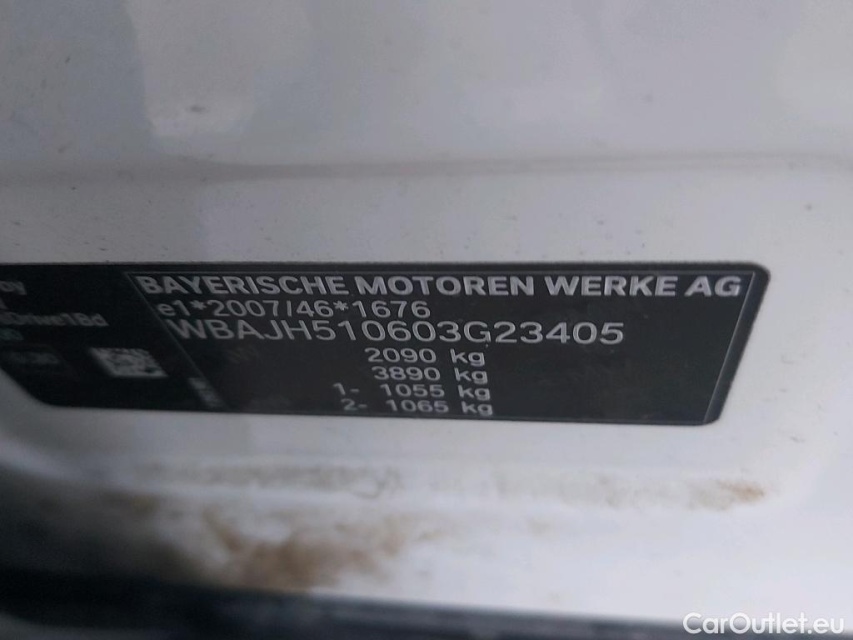 BAYERISCHE MOTOREN WERKE AG
e1*2007/46*1676
WBAJH510603G23405
2090 kg
3890 kg
1- 1055 kg
2- 1065 kg
CarOutlet.eu